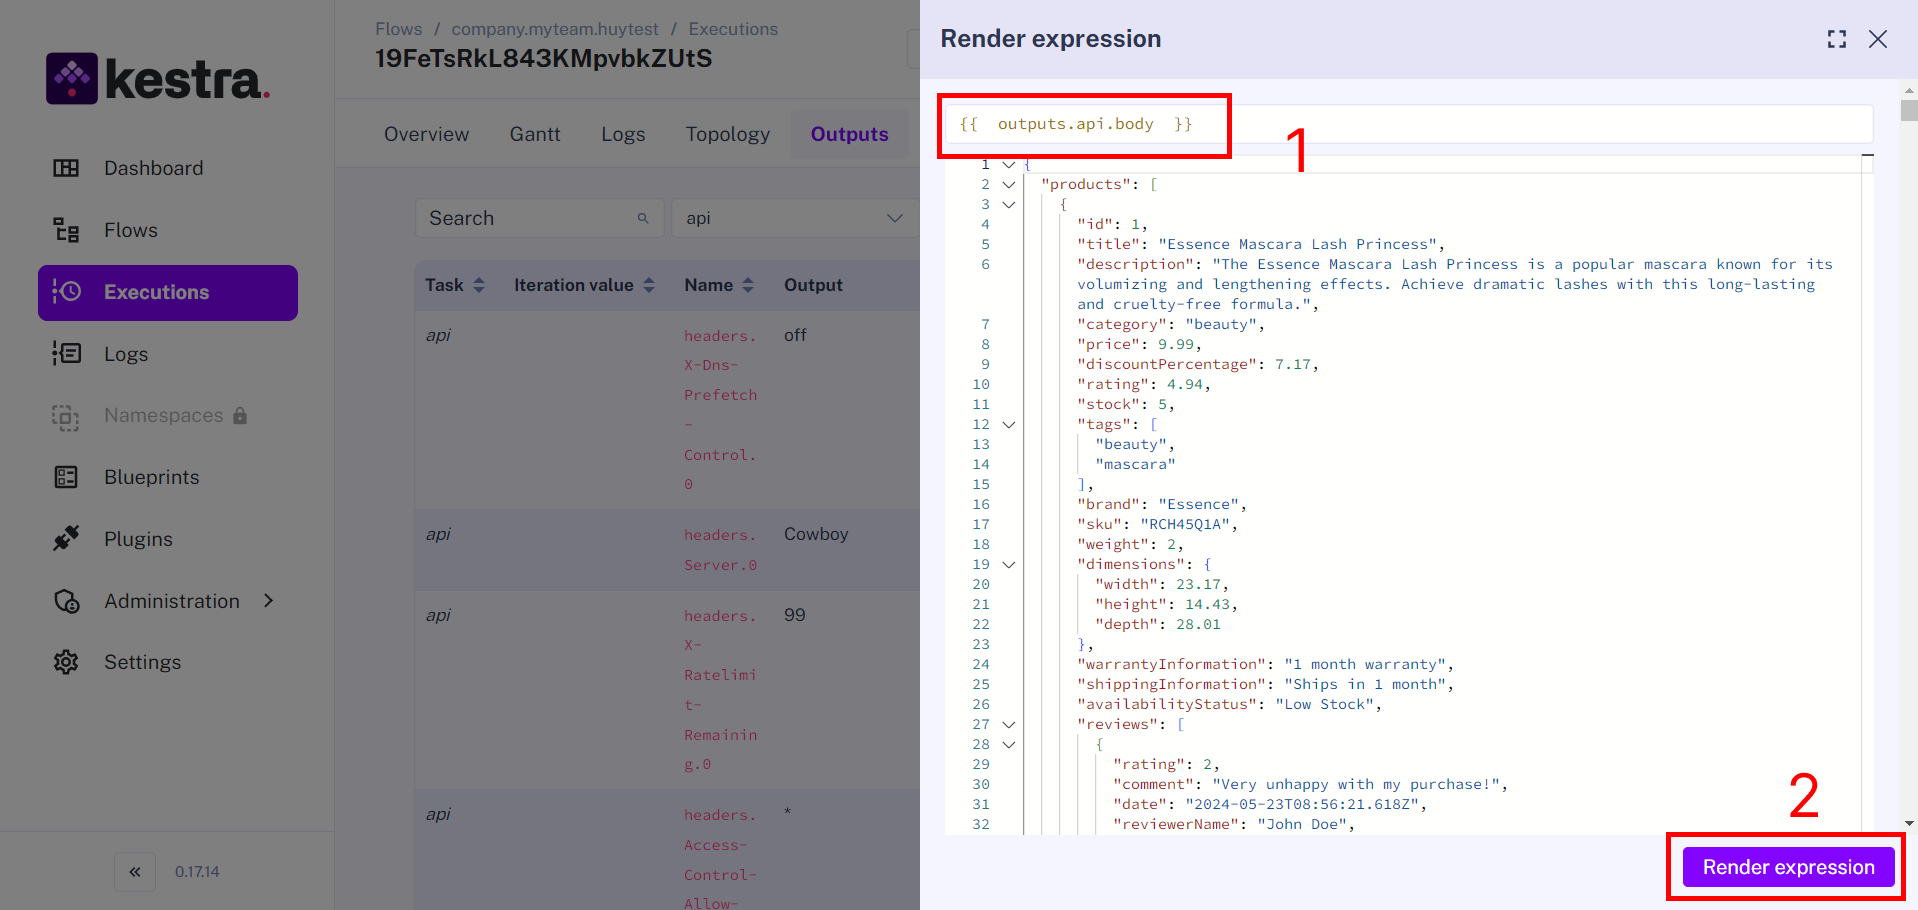 kestra.
Dashboard
Flows
Executions
Logs
Namespaces
Blueprints
Plugins
Administration
Settings
0.17.14
Flows / company.myteam.huytest / Executions
19FeTsRkL843KMpvbkZUtS
Overview Gantt Logs Topology Outputs
Search api
Task Iteration value Name Output
api headers. off
X-Dns-
Prefetch
-
Control.
0
api headers. Cowboy
Server.0
api headers. 99
X-
Ratelimi
t-
Remainin
g.0
api headers. *
Access-
Control-
Allow-
Render expression
{{ outputs.api.body }}
1
1 {
2 "products": [
3 {
4 "id": 1,
5 "title": "Essence Mascara Lash Princess",
6 "description": "The Essence Mascara Lash Princess is a popular mascara known for its
volumizing and lengthening effects. Achieve dramatic lashes with this long-lasting
and cruelty-free formula.",
7 "category": "beauty",
8 "price": 9.99,
9 "discountPercentage": 7.17,
10 "rating": 4.94,
11 "stock": 5,
12 "tags": [
13 "beauty",
14 "mascara"
15 ],
16 "brand": "Essence",
17 "sku": "RCH45Q1A",
18 "weight": 2,
19 "dimensions": {
20 "width": 23.17,
21 "height": 14.43,
22 "depth": 28.01
23 },
24 "warrantyInformation": "1 month warranty",
25 "shippingInformation": "Ships in 1 month",
26 "availabilityStatus": "Low Stock",
27 "reviews": [
28 {
29 "rating": 2,
30 "comment": "Very unhappy with my purchase!",
31 "date": "2024-05-23T08:56:21.618Z",
32 "reviewerName": "John Doe",
2
Render expression